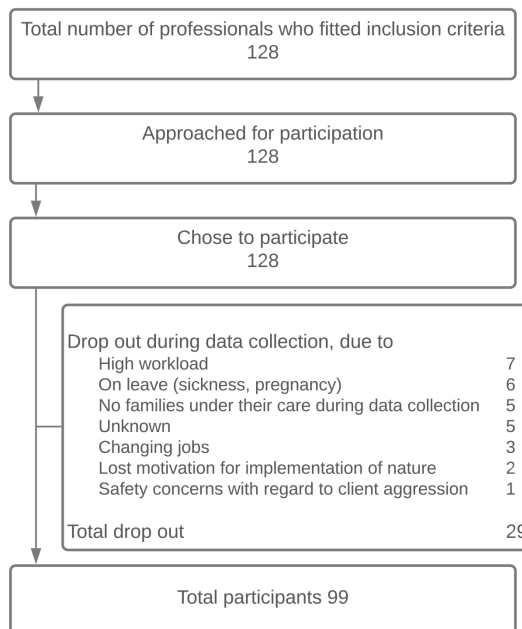 Total number of professionals who fitted inclusion criteria
128
Approached for participation
128
Chose to participate
128
Drop out during data collection, due to
High workload 7
On leave (sickness, pregnancy) 6
No families under their care during data collection 5
Unknown 5
Changing jobs 3
Lost motivation for implementation of nature 2
Safety concerns with regard to client aggression 1
Total drop out 29
Total participants 99